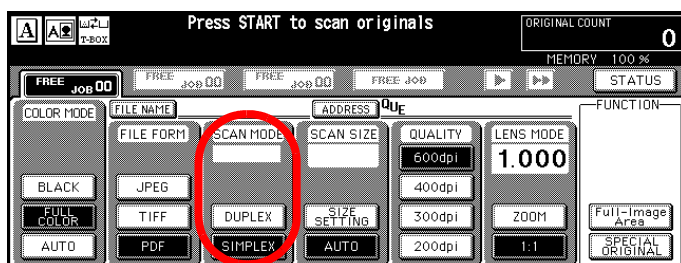 A A T-BOX Press START to scan originals ORIGINAL COUNT
0
MEMORY 100 %
FREE JOB 00 FREE JOB 00 FREE JOB 00 FREE JOB STATUS
COLOR MODE FILE NAME ADDRESS QUE FUNCTION
FILE FORM SCAN MODE SCAN SIZE QUALITY LENS MODE
600dpi 1.000
BLACK JPEG 400dpi
FULL COLOR TIFF DUPLEX SIZE SETTING 300dpi ZOOM Full-Image Area
AUTO PDF SIMPLEX AUTO 200dpi 1:1 SPECIAL ORIGINAL